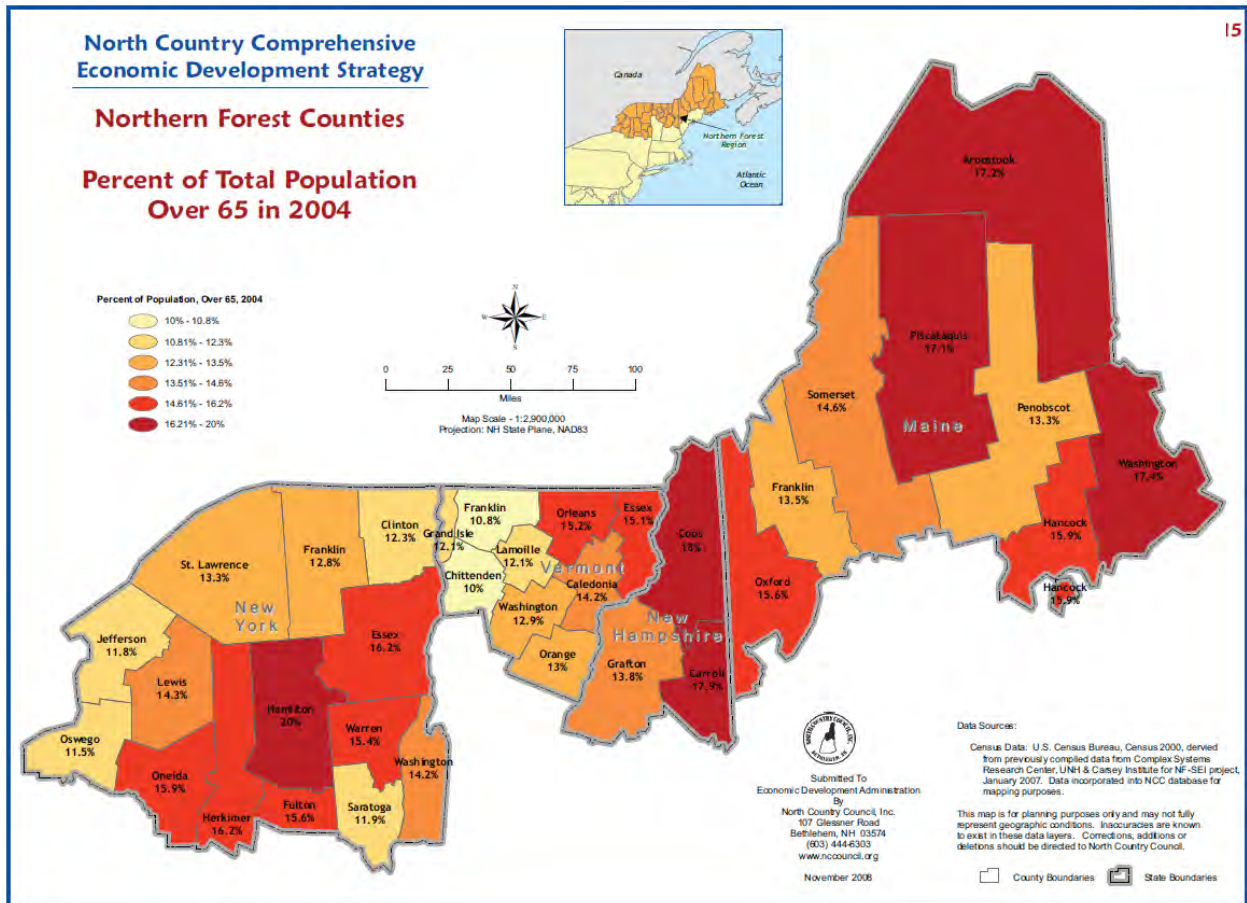 15
North Country Comprehensive
Economic Development Strategy
Northern Forest Counties
Percent of Total Population
Over 65 in 2004
Canada
Northern Forest
Region
Atlantic
Ocean
Percent of Population, Over 65, 2004
10% - 10.8%
10.81% - 12.3%
12.31% - 13.5%
13.51% - 14.6%
14.61% - 16.2%
16.21% - 20%
N
W
E
S
0 25 50 75 100
Miles
Map Scale - 1:2,900,000
Projection: NH State Plane, NAD83
Aroostook
17.2%
Piscataquis
17.1%
Somerset
14.6%
Maine
Penobscot
13.3%
Washington
17.4%
Franklin
13.5%
Hancock
15.9%
Hancock
15.9%
Oxford
15.6%
Coos
18%
New
Hampshire
Carroll
17.9%
Grafton
13.8%
Franklin
10.8%
Orleans
15.2%
Essex
15.1%
Grand Isle
12.1%
Lamoille
12.1%
Vermont
Chittenden
10%
Caledonia
14.2%
Washington
12.9%
Orange
13%
Clinton
12.3%
Franklin
12.8%
St. Lawrence
13.3%
New
York
Essex
16.2%
Jefferson
11.8%
Lewis
14.3%
Hamilton
20%
Warren
15.4%
Washington
14.2%
Oswego
11.5%
Oneida
15.9%
Herkimer
16.2%
Fulton
15.6%
Saratoga
11.9%
NORTH COUNTRY COUNCIL, INC.
BETHLEHEM, NH
Submitted To
Economic Development Administration
By
North Country Council, Inc.
107 Glessner Road
Bethlehem, NH 03574
(603) 444-6303
www.nccouncil.org
November 2008
Data Sources:
Census Data: U.S. Census Bureau, Census 2000, dervied
from previously compiled data from Complex Systems
Research Center, UNH & Carsey Institute for NF-SEI project,
January 2007. Data incorporated into NCC database for
mapping purposes.
This map is for planning purposes only and may not fully
represent geographic conditions. Inaccuracies are known
to exist in these data layers. Corrections, additions or
deletions should be directed to North Country Council.
County Boundaries
State Boundaries